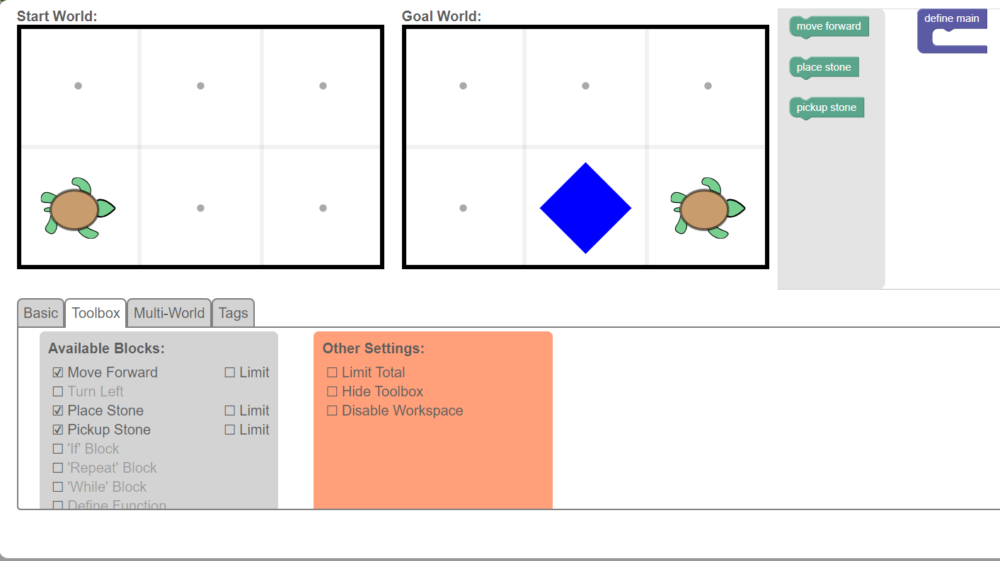 Start World:
Goal World:
move forward
place stone
pickup stone
define main
Basic
Toolbox
Multi-World
Tags
Available Blocks:
Move Forward
Limit
Turn Left
Place Stone
Limit
Pickup Stone
Limit
'If' Block
'Repeat' Block
'While' Block
Define Function
Other Settings:
Limit Total
Hide Toolbox
Disable Workspace